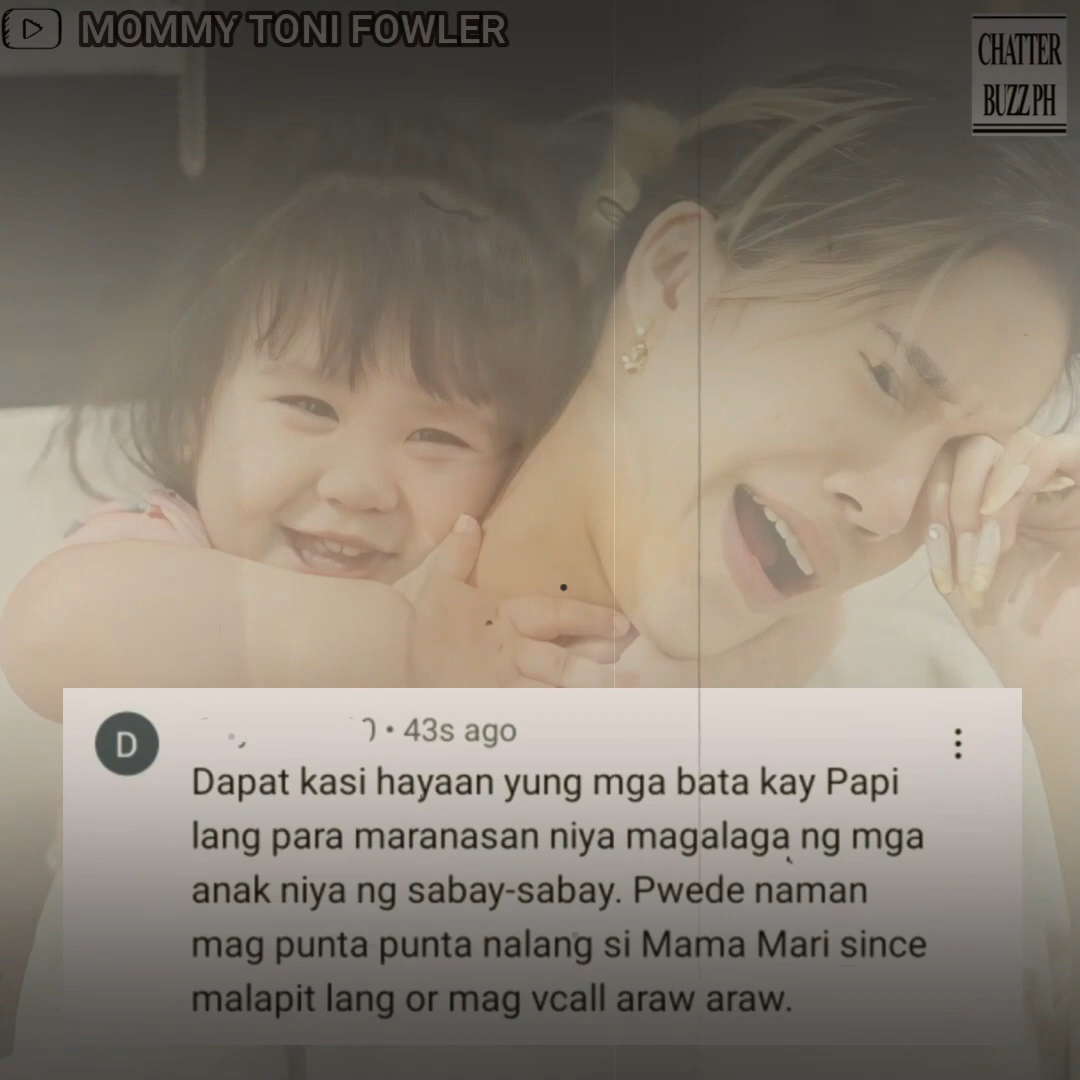 MOMMY TONI FOWLER
CHATTER
BUZZ PH
D
• 43s ago
Dapat kasi hayaan yung mga bata kay Papi
lang para maranasan niya magalaga ng mga
anak niya ng sabay-sabay. Pwede naman
mag punta punta nalang si Mama Mari since
malapit lang or mag vcall araw araw.